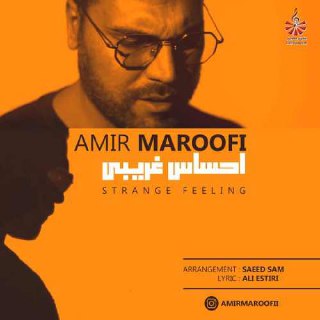 AMIR MAROOFI
احساس غریبی
STRANGE FEELING
ARRANGEMENT : SAEED SAM
LYRIC : ALI ESTIRI
AMIRMAROOFII